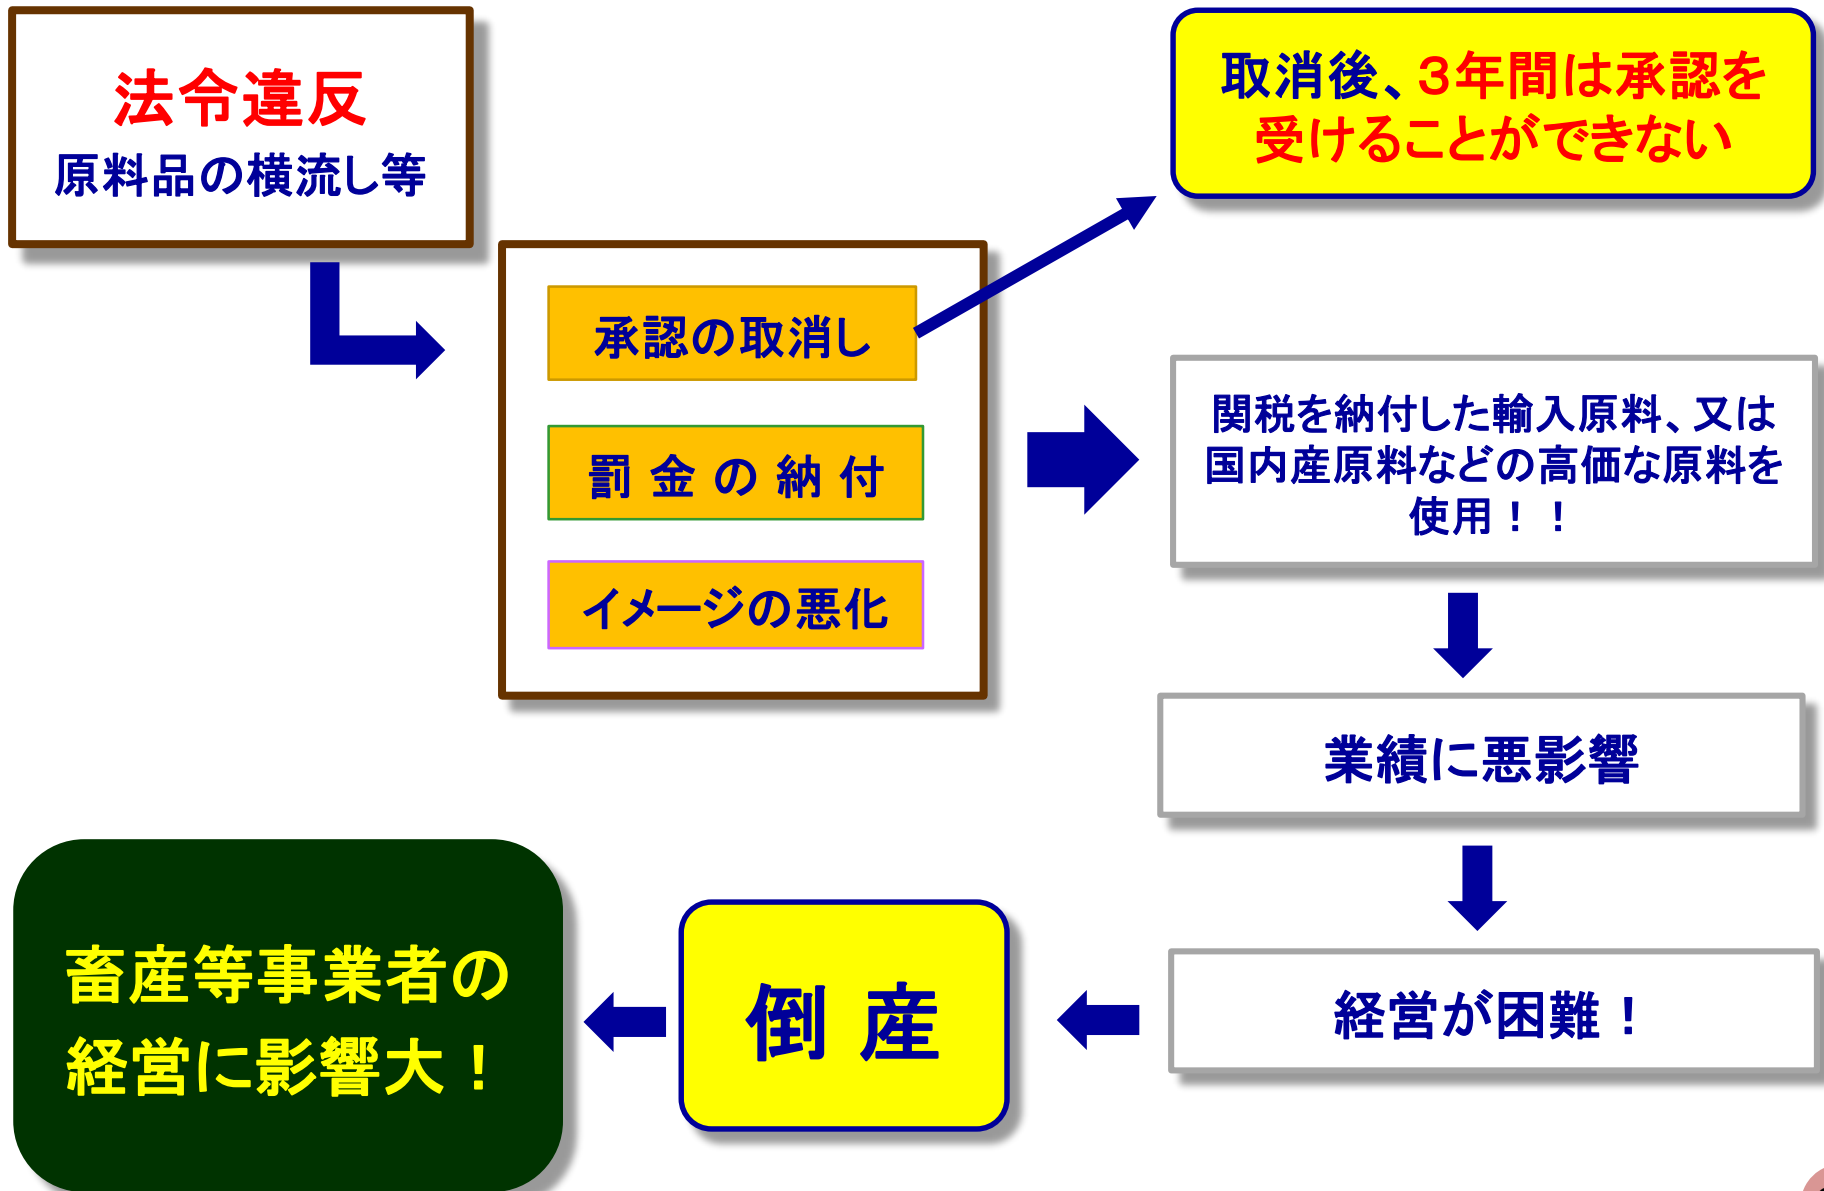 法令違反
原料品の横流し等
取消後、３年間は承認を
受けることができない
承認の取消し
罰 金 の 納 付
イメージの悪化
関税を納付した輸入原料、又は
国内産原料などの高価な原料を
使用！！
業績に悪影響
経営が困難！
倒 産
畜産等事業者の
経営に影響大！